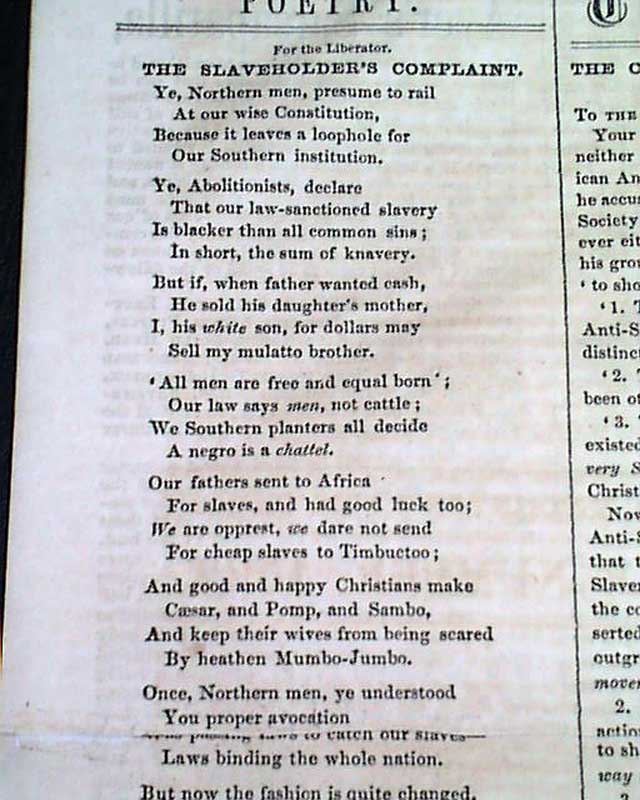 POETRY.
For the Liberator.
THE SLAVEHOLDER'S COMPLAINT.
Ye, Northern men, presume to rail
At our wise Constitution,
Because it leaves a loophole for
Our Southern institution.
Ye, Abolitionists, declare
That our law-sanctioned slavery
Is blacker than all common sins;
In short, the sum of knavery.
But if, when father wanted cash,
He sold his daughter's mother,
I, his white son, for dollars may
Sell my mulatto brother.
'All men are free and equal born';
Our law says men, not cattle;
We Southern planters all decide
A negro is a chattel.
Our fathers sent to Africa
For slaves, and had good luck too;
We are opprest, we dare not send
For cheap slaves to Timbuctoo;
And good and happy Christians make
Cæsar, and Pomp, and Sambo,
And keep their wives from being scared
By heathen Mumbo-Jumbo.
Once, Northern men, ye understood
You proper avocation
to catch our slaves—
Laws binding the whole nation.
But now the fashion is quite changed.
THE C
To THE
Your
neither
ican An
he accu
Society
ever eit
his gro
' to sho
'1. T
Anti-S
distinc
'2. T
been o
'3.
existed
very S
Christ
Nov
Anti-S
that t
Slave
the co
serted
outgr
move
2.
action
to sh
way